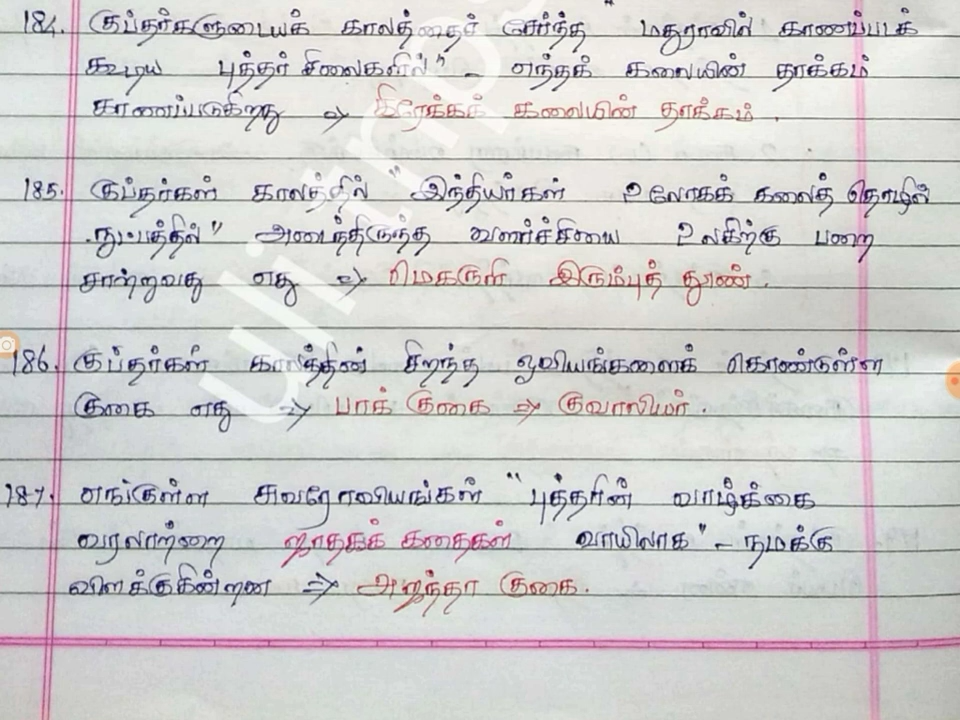 184. குப்தர்களுடையக் காலத்தைச் சேர்ந்த "மதுராவில் காணப்படக்
கூடிய புத்தர் சிலைகளில்" - எந்தக் கலையின் தாக்கம்
காணப்படுகிறது => கிரேக்கக் கலையின் தாக்கம்.
185. குப்தர்கள் காலத்தில் "இந்தியர்கள் உலோகக் கலைத் தொழில்
நுட்பத்தில்" அடைந்திருந்த வளர்ச்சியை உலகிற்கு பறை
சாற்றுவது எது => மெகருலி இரும்புத் தூண்.
186. குப்தர்கள் காலத்தின் சிறந்த ஓவியங்களைக் கொண்டுள்ள
குகை எது => பாக் குகை => குவாலியர்.
187. எங்குள்ள சுவரோவியங்கள் "புத்தரின் வாழ்க்கை
வரலாற்றை ஜாதகக் கதைகள் வாயிலாக" - நமக்கு
விளக்குகின்றன => அஜந்தா குகை.